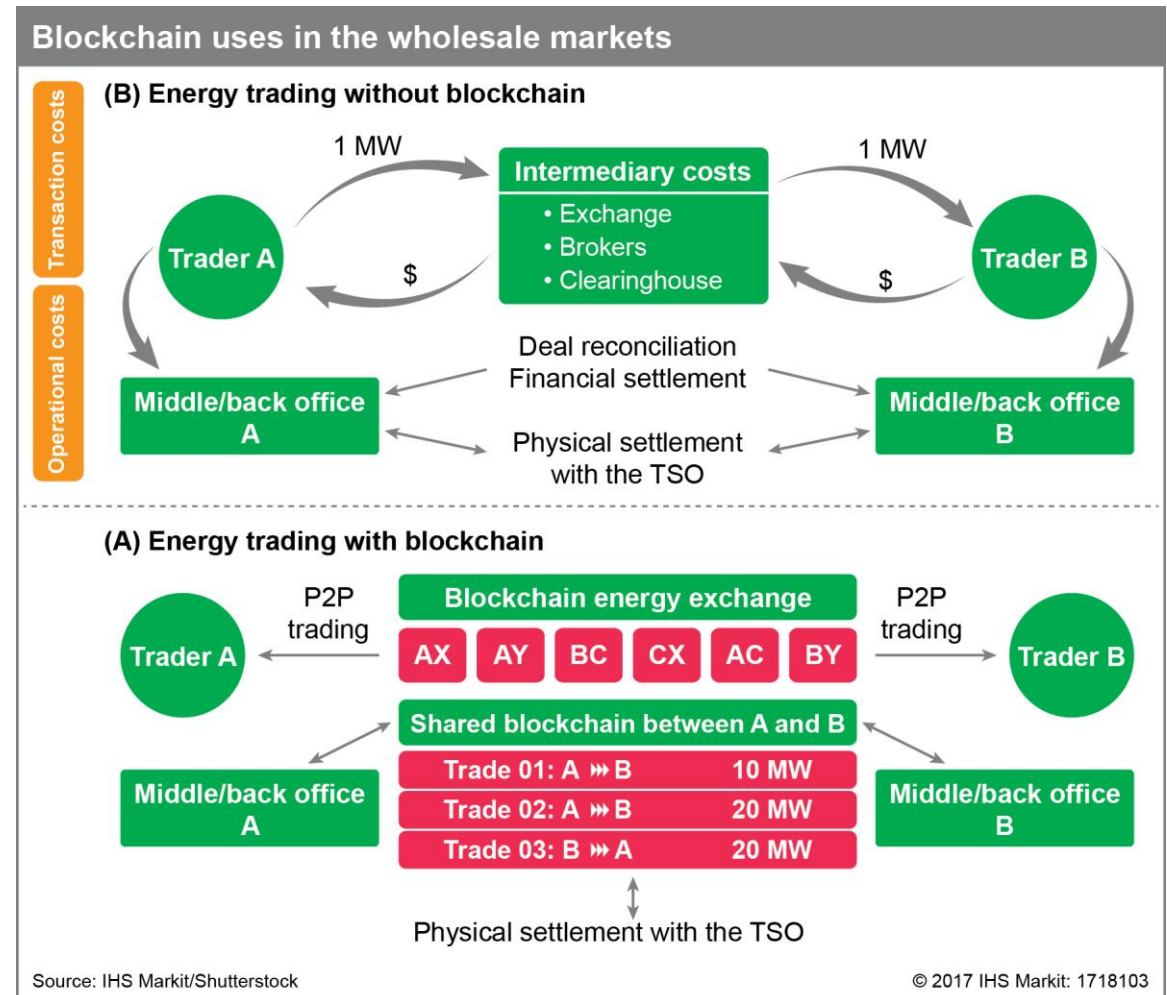 Blockchain uses in the wholesale markets
Transaction costs
Operational costs
(B) Energy trading without blockchain
1 MW
1 MW
Intermediary costs
• Exchange
• Brokers
• Clearinghouse
Trader A
Trader B
$
$
Deal reconciliation
Financial settlement
Middle/back office
A
Middle/back office
B
Physical settlement
with the TSO
(A) Energy trading with blockchain
P2P
trading
Blockchain energy exchange
P2P
trading
Trader A
AX AY BC CX AC BY
Trader B
Shared blockchain between A and B
Trade 01: A ⯮ B 10 MW
Trade 02: A ⯮ B 20 MW
Trade 03: B ⯮ A 20 MW
Middle/back office
A
Middle/back office
B
Physical settlement with the TSO
Source: IHS Markit/Shutterstock
© 2017 IHS Markit: 1718103